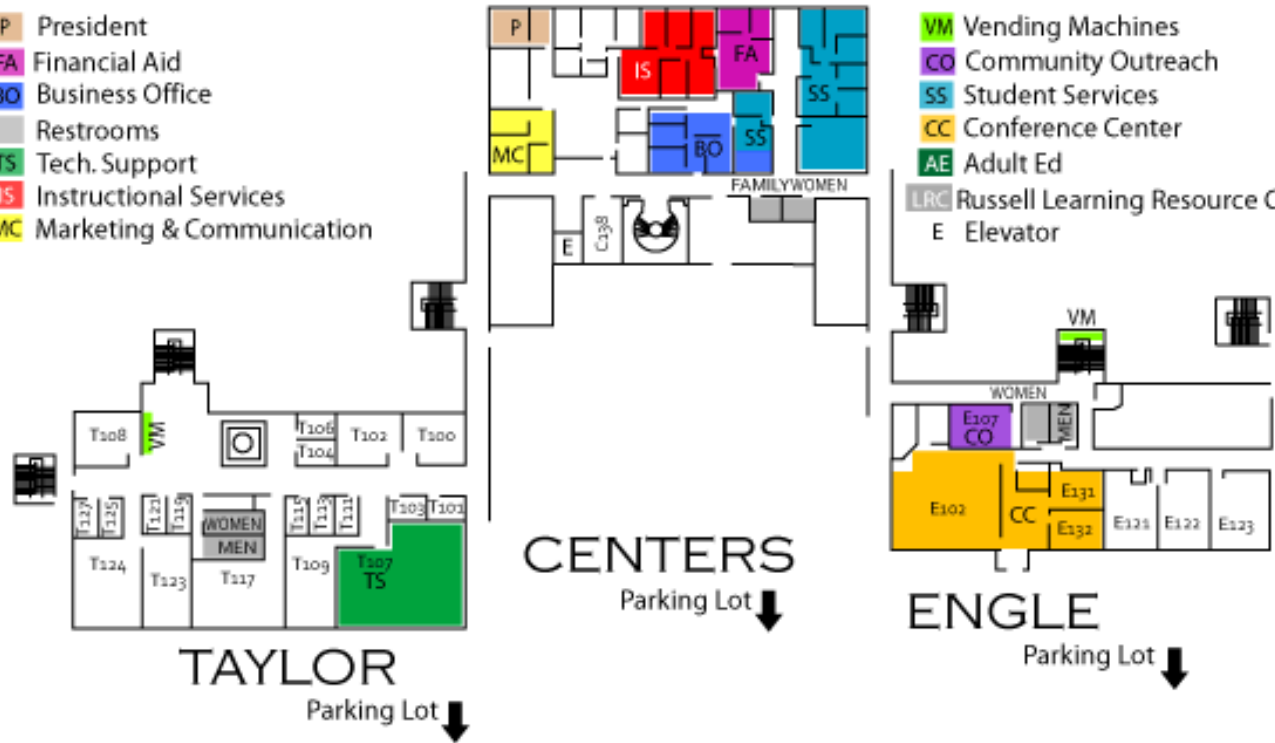 P President
FA Financial Aid
BO Business Office
Restrooms
TS Tech. Support
IS Instructional Services
MC Marketing & Communication
VM Vending Machines
CO Community Outreach
SS Student Services
CC Conference Center
AE Adult Ed
LRC Russell Learning Resource C
E Elevator
P
IS
FA
SS
MC
BO
SS
FAMILY WOMEN
E
C138
VM
WOMEN
E107
CO
MEN
E102
CC
E131
E132
E121
E122
E123
T108
VM
T106
T104
T102
T100
T127
T125
T121
T119
WOMEN
MEN
T115
T113
T111
T103
T101
T124
T123
T117
T109
T107
TS
CENTERS
Parking Lot
ENGLE
Parking Lot
TAYLOR
Parking Lot